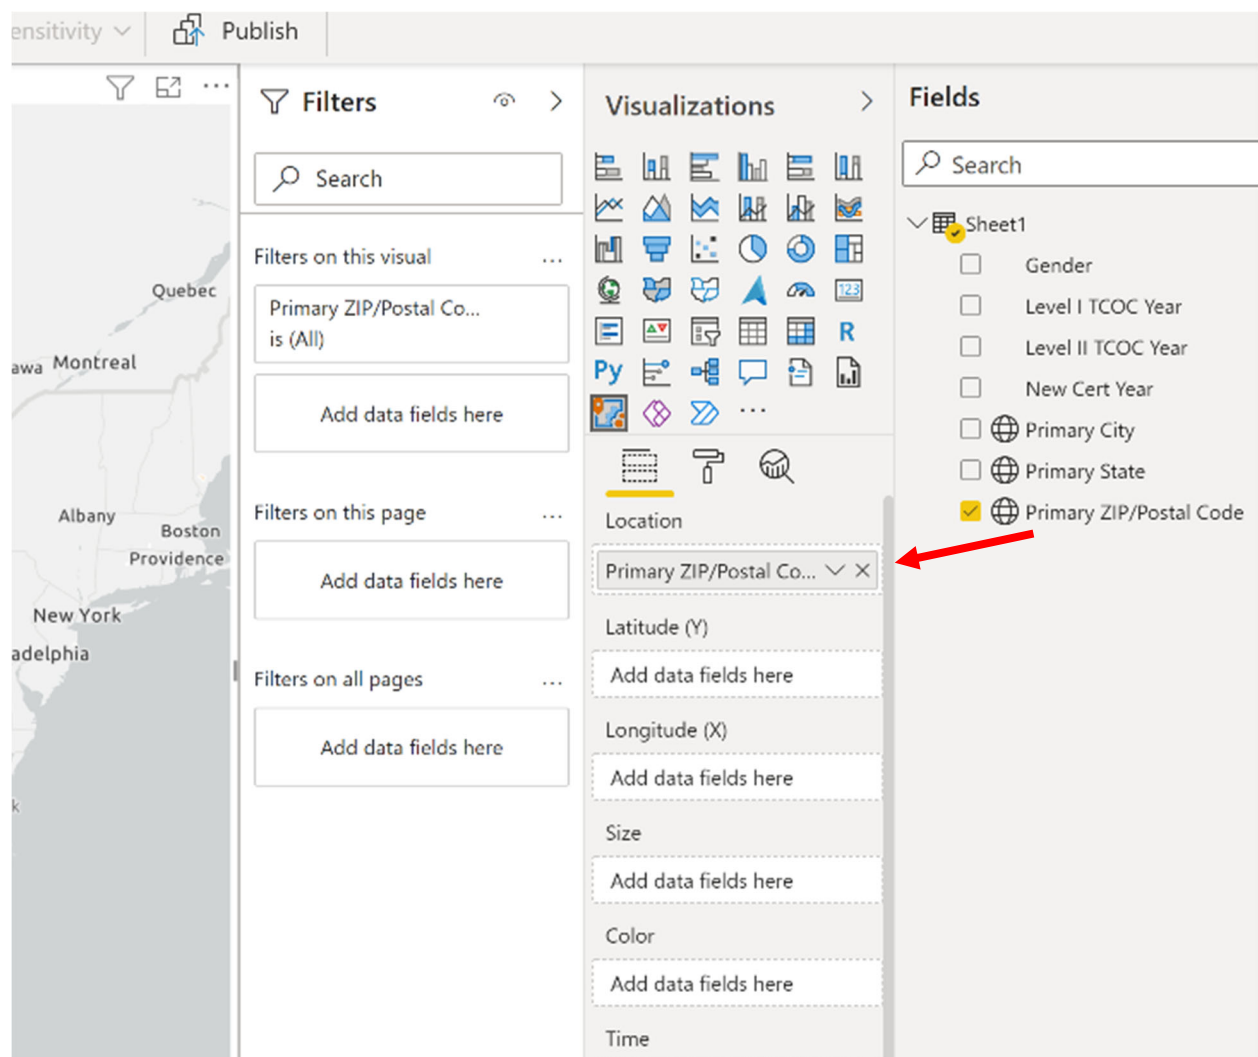 ensitivity
Publish
Quebec
awa Montreal
Albany
Boston
Providence
New York
adelphia
k
Filters
Search
Filters on this visual ...
Primary ZIP/Postal Co...
is (All)
Add data fields here
Filters on this page ...
Add data fields here
Filters on all pages ...
Add data fields here
Visualizations
123
R
Py
...
Location
Primary ZIP/Postal Co...
Latitude (Y)
Add data fields here
Longitude (X)
Add data fields here
Size
Add data fields here
Color
Add data fields here
Time
Fields
Search
Sheet1
Gender
Level I TCOC Year
Level II TCOC Year
New Cert Year
Primary City
Primary State
Primary ZIP/Postal Code